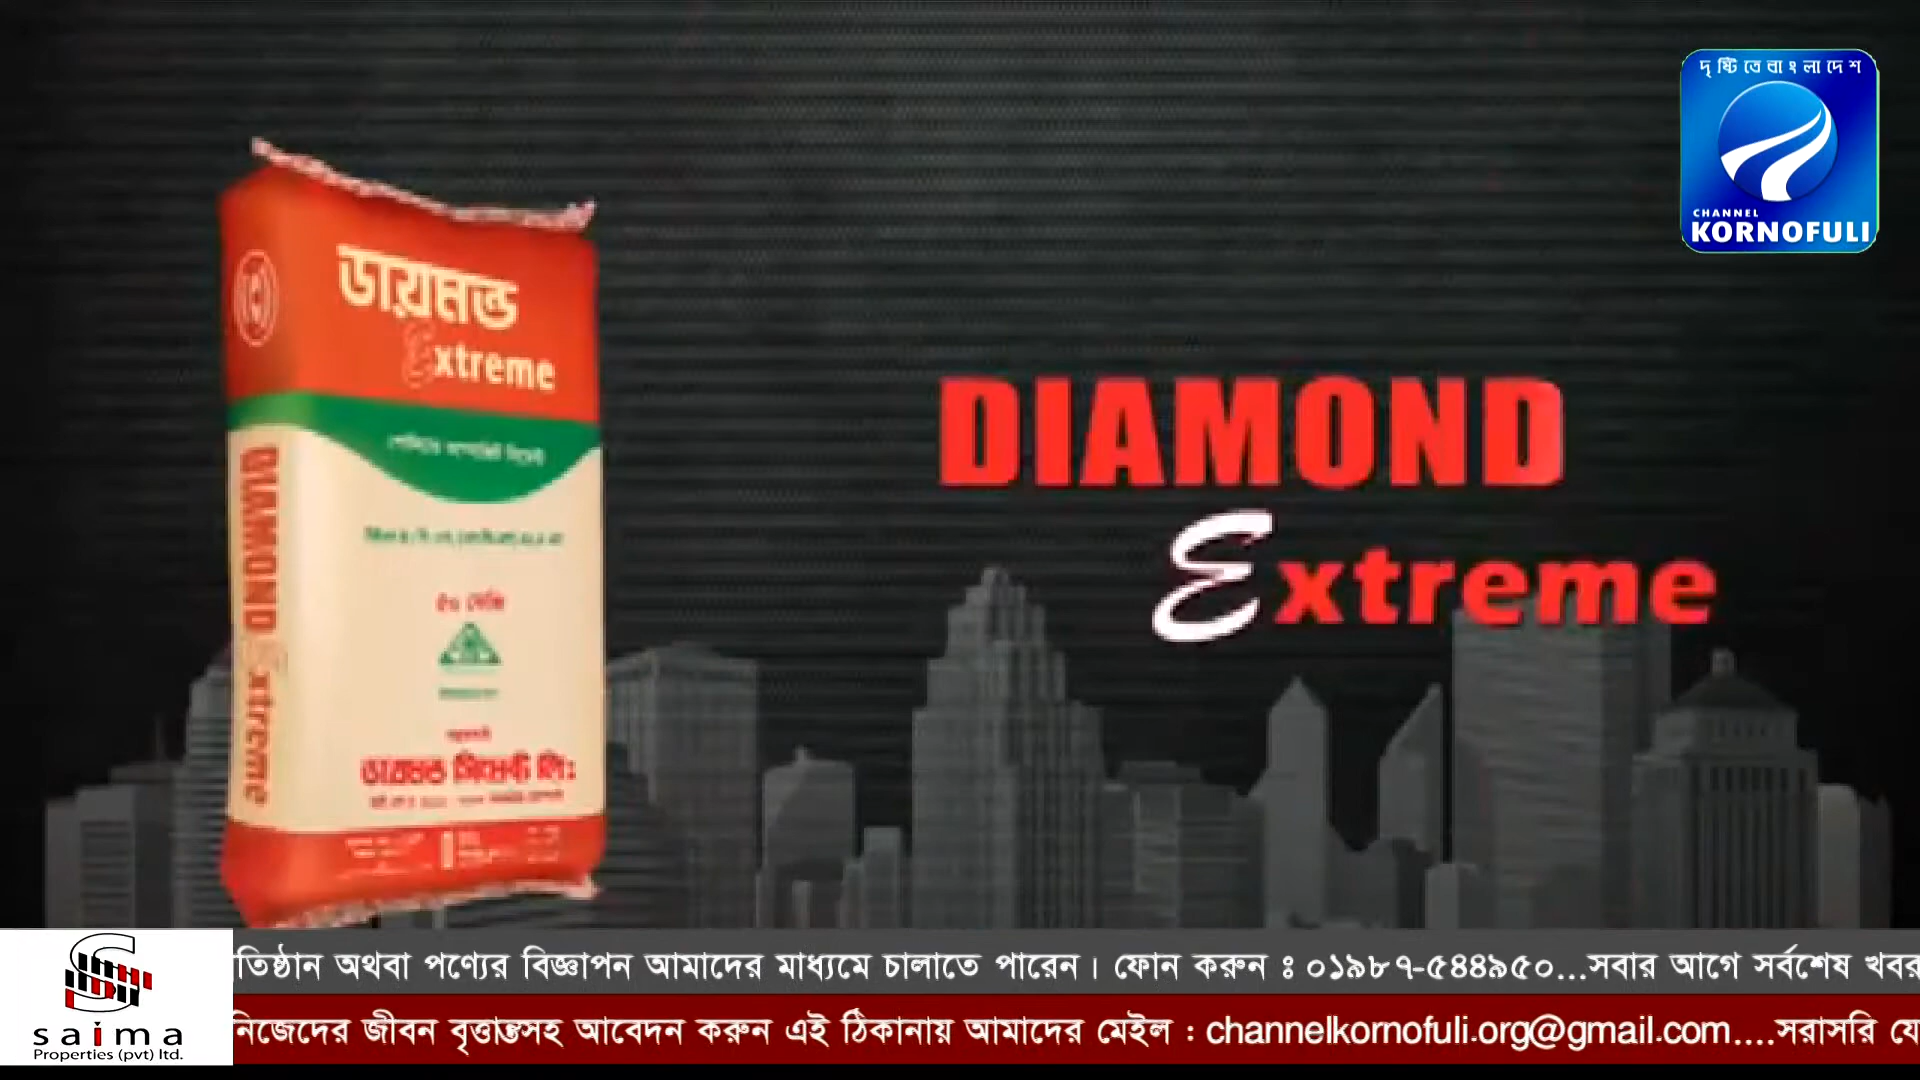 দৃষ্টিতে বাংলাদেশ
CHANNEL
KORNOFULI
ডায়মন্ড
Extreme
DIAMOND Extreme
৫০ কেজি
ডায়মন্ড সিমেন্ট লিঃ
DIAMOND
Extreme
saima
Properties (pvt) ltd.
তিষ্ঠান অথবা পণ্যের বিজ্ঞাপন আমাদের মাধ্যমে চালাতে পারেন। ফোন করুন ঃ ০১৯৮৭-৫৪৪৯৫০...সবার আগে সর্বশেষ খবর
নিজেদের জীবন বৃত্তান্তসহ আবেদন করুন এই ঠিকানায় আমাদের মেইল : channelkornofuli.org@gmail.com....সরাসরি যে